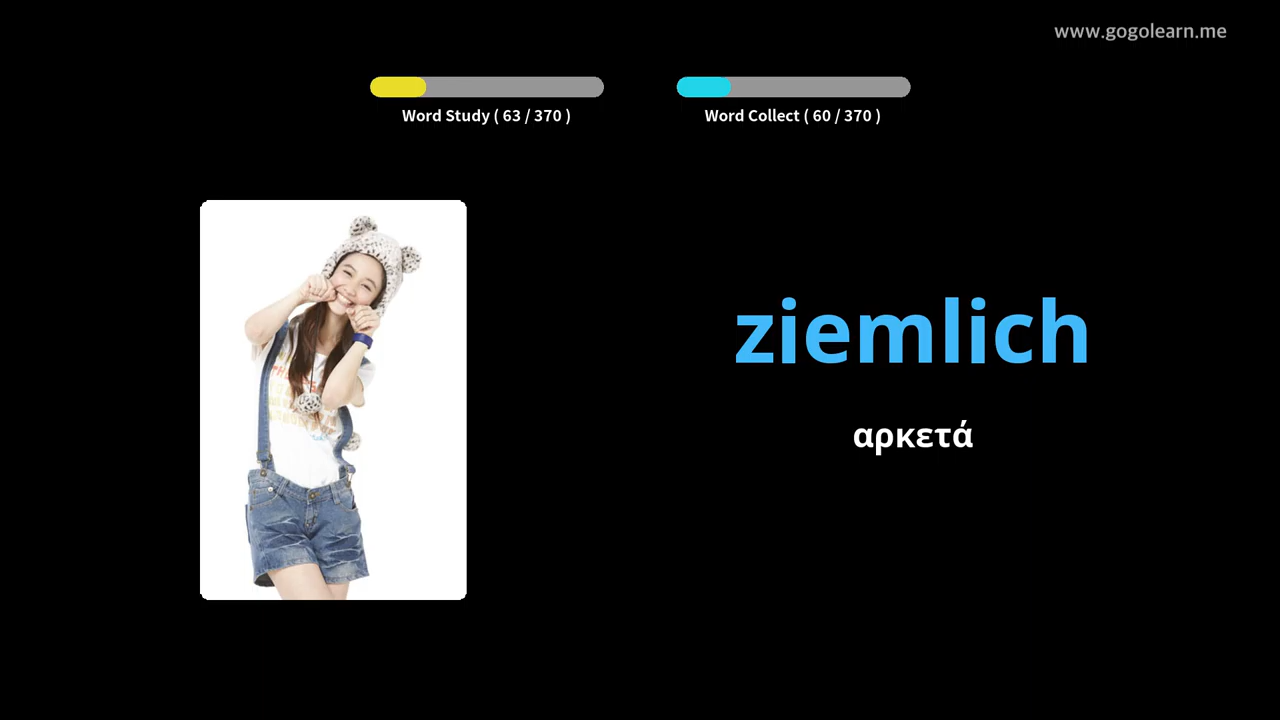 www.gogolearn.me
Word Study ( 63 / 370 )
Word Collect ( 60 / 370 )
ziemlich
αρκετά